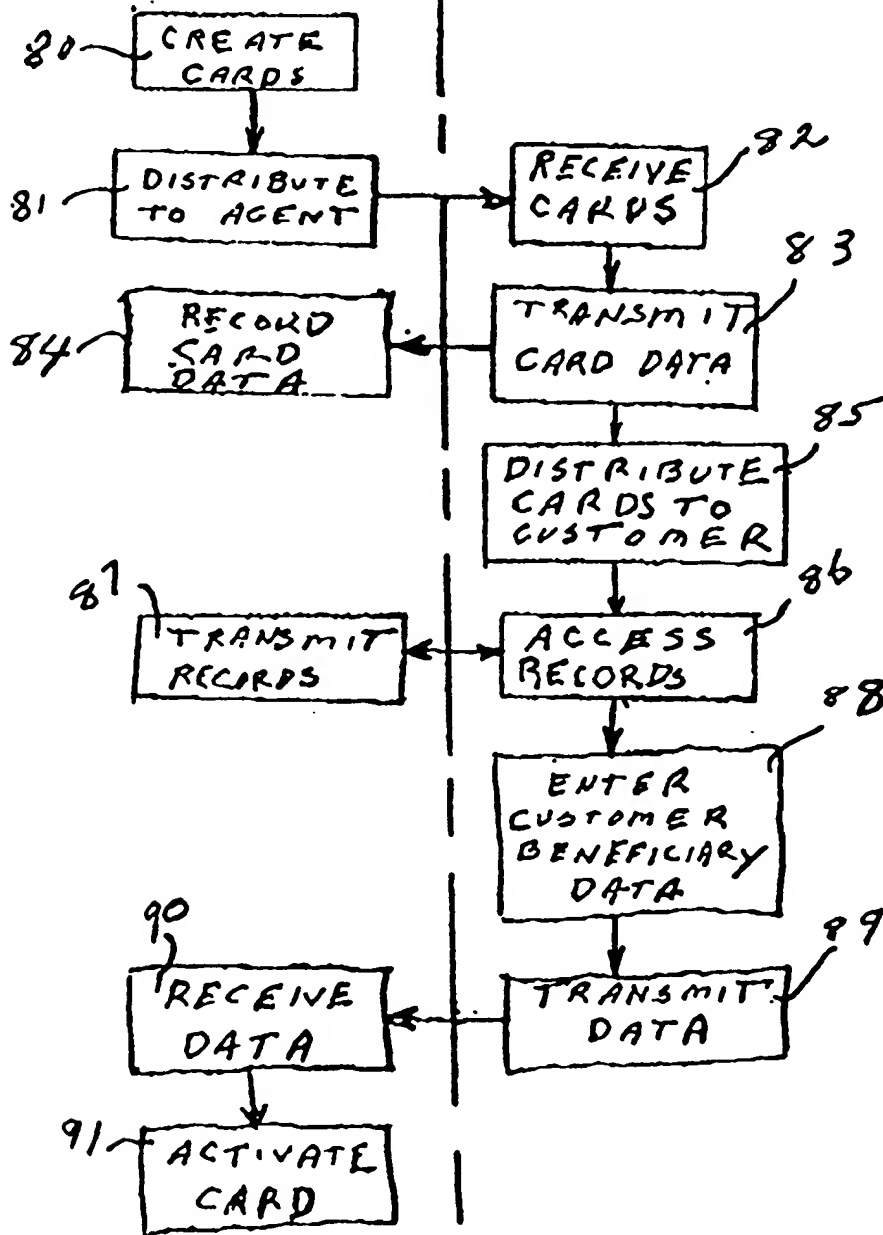 80
CREATE
CARDS
81
DISTRIBUTE
TO AGENT
82
RECEIVE
CARDS
83
TRANSMIT
CARD DATA
84
RECORD
CARD
DATA
85
DISTRIBUTE
CARDS TO
CUSTOMER
86
ACCESS
RECORDS
87
TRANSMIT
RECORDS
88
ENTER
CUSTOMER
BENEFICIARY
DATA
89
TRANSMIT
DATA
90
RECEIVE
DATA
91
ACTIVATE
CARD